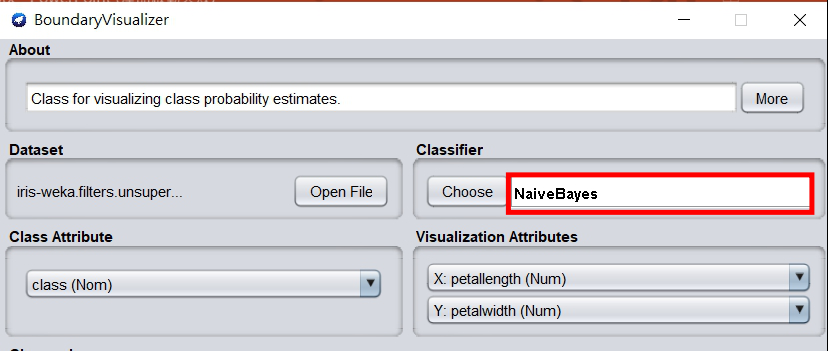 BoundaryVisualizer
About
Class for visualizing class probability estimates.
More
Dataset
Classifier
iris-weka.filters.unsuper...
Open File
Choose
NaiveBayes
Class Attribute
Visualization Attributes
class (Nom)
X: petallength (Num)
Y: petalwidth (Num)